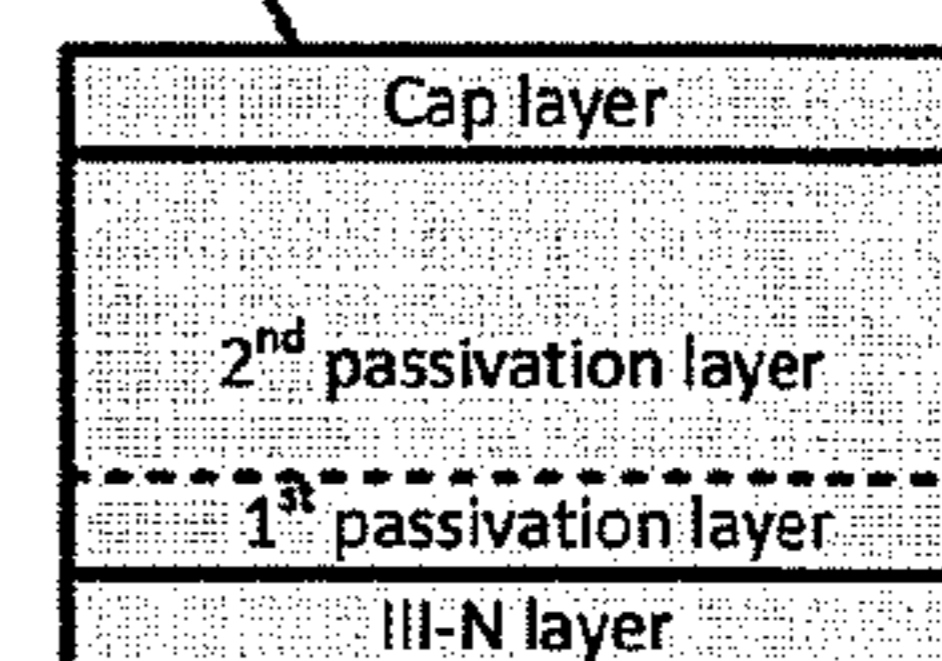 Cap layer
2nd passivation layer
1st passivation layer
III-N layer